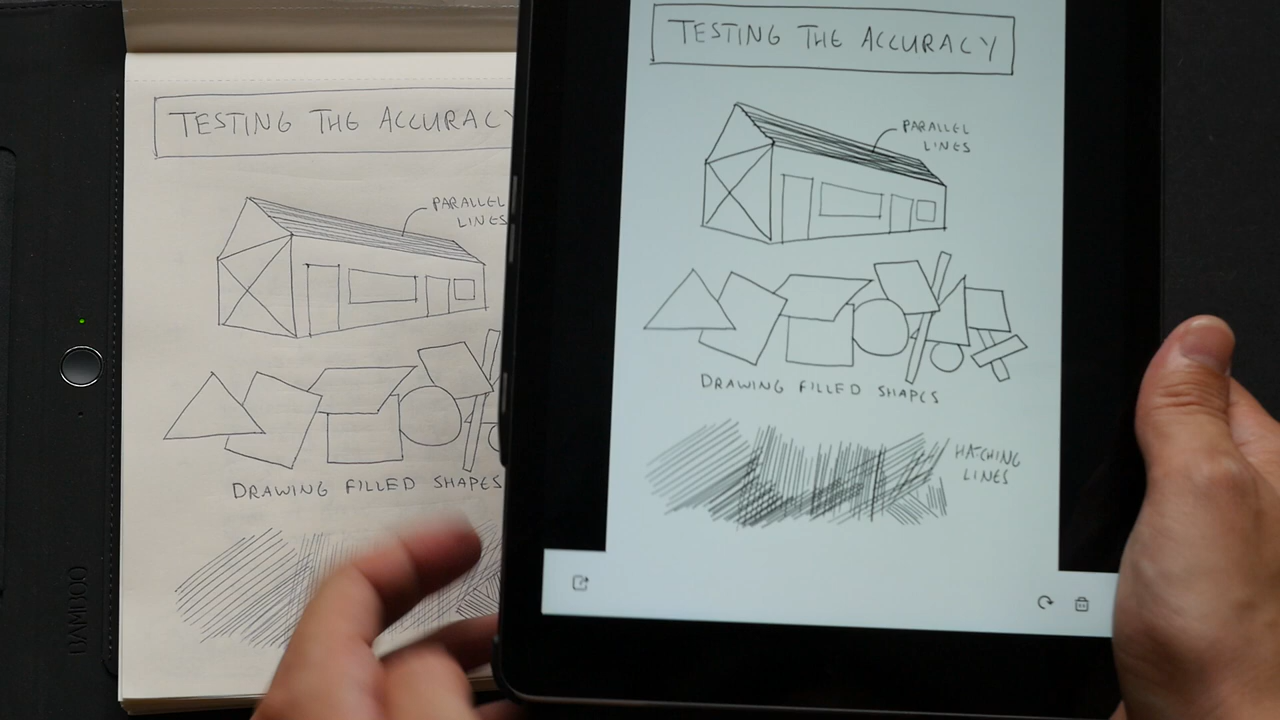 TESTING THE ACCURACY
PARALLEL
LINES
DRAWING FILLED SHAPES
BAMBOO
TESTING THE ACCURACY
PARALLEL
LINES
DRAWING FILLED SHAPES
HATCHING
LINES